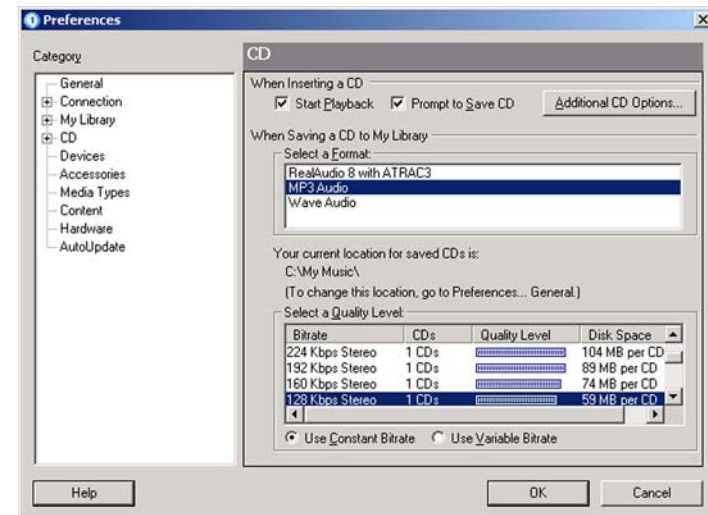 Preferences
Category
General
Connection
My Library
CD
Devices
Accessories
Media Types
Content
Hardware
AutoUpdate
CD
When Inserting a CD
Start Playback Prompt to Save CD Additional CD Options...
When Saving a CD to My Library
Select a Format:
RealAudio 8 with ATRAC3
MP3 Audio
Wave Audio
Your current location for saved CDs is:
C:\My Music\
(To change this location, go to Preferences... General.)
Select a Quality Level:
Bitrate CDs Quality Level Disk Space
224 Kbps Stereo 1 CDs 104 MB per CD
192 Kbps Stereo 1 CDs 89 MB per CD
160 Kbps Stereo 1 CDs 74 MB per CD
128 Kbps Stereo 1 CDs 59 MB per CD
Use Constant Bitrate Use Variable Bitrate
Help OK Cancel